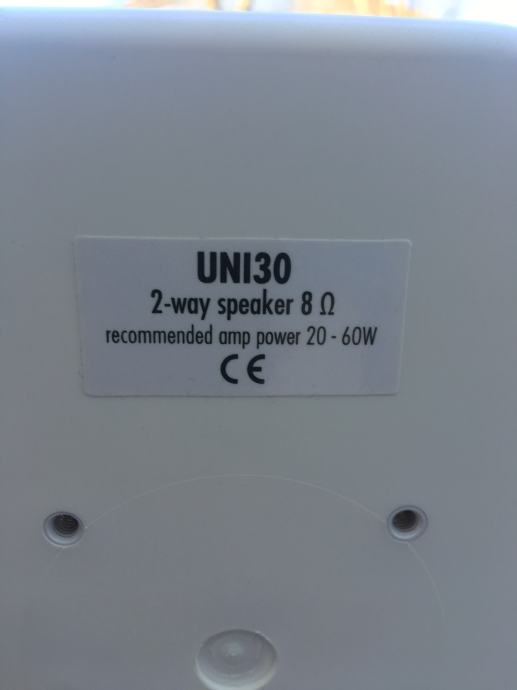 UNI30
2-way speaker 8 Ω
recommended amp power 20 - 60W
CE